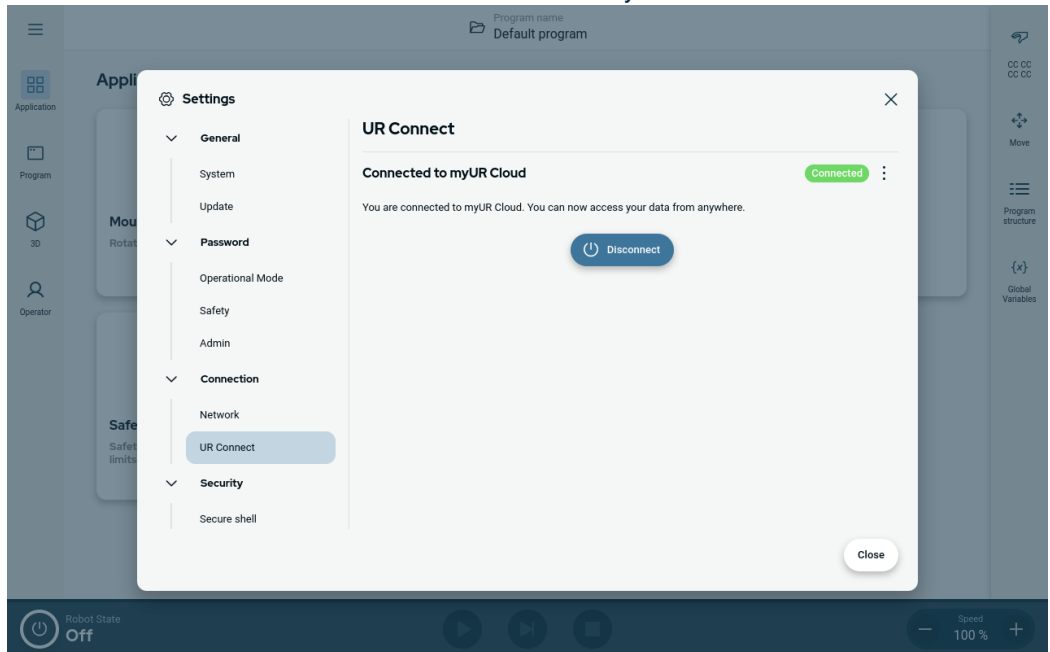 Program name
Default program
Application
Program
3D
Operator
Appli
Mou
Rotat
Safe
Safet
limits
Settings
General
System
Update
Password
Operational Mode
Safety
Admin
Connection
Network
UR Connect
Security
Secure shell
UR Connect
Connected to myUR Cloud
Connected
You are connected to myUR Cloud. You can now access your data from anywhere.
Disconnect
Close
CC CC
CC CC
Move
Program
structure
{x}
Global
Variables
Robot State
Off
Speed
100 %